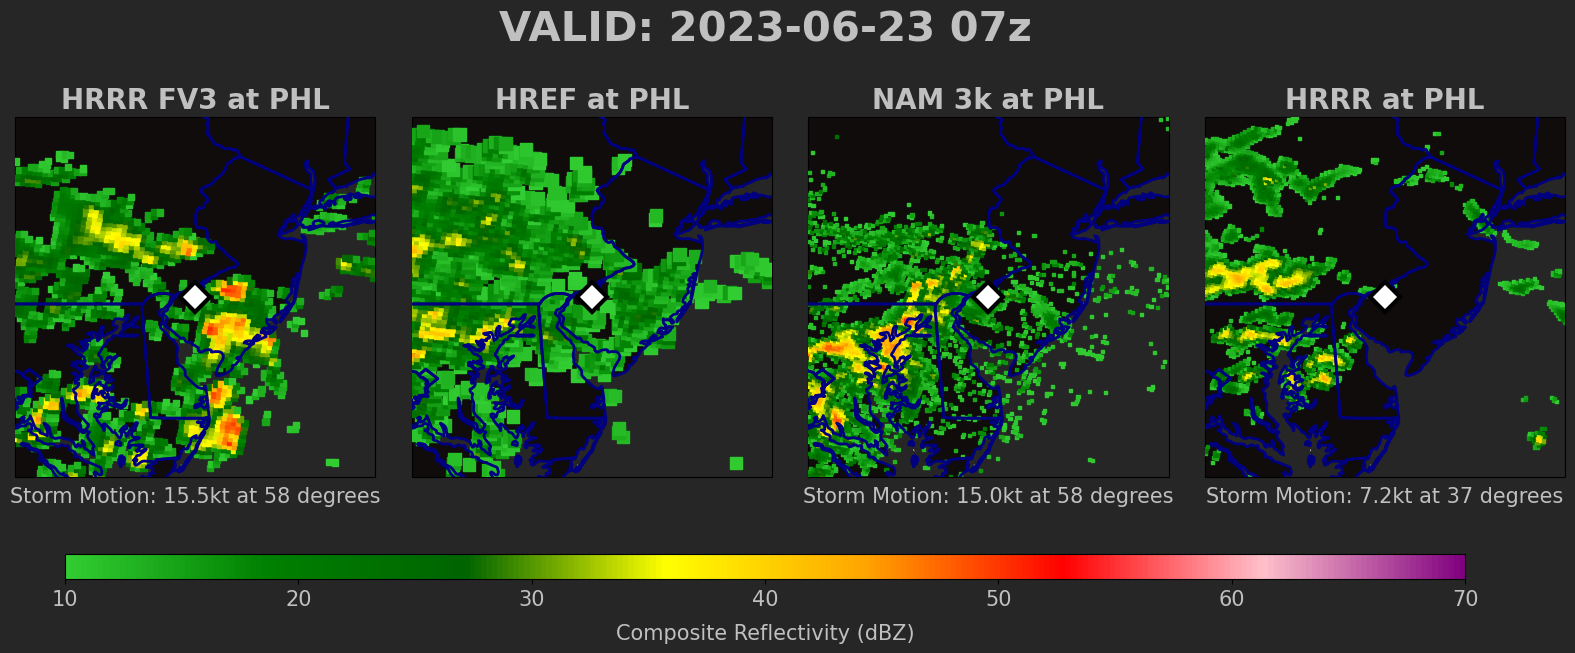 VALID: 2023-06-23 07z
HRRR FV3 at PHL
HREF at PHL
NAM 3k at PHL
HRRR at PHL
Storm Motion: 15.5kt at 58 degrees
Storm Motion: 15.0kt at 58 degrees
Storm Motion: 7.2kt at 37 degrees
10 20 30 40 50 60 70
Composite Reflectivity (dBZ)